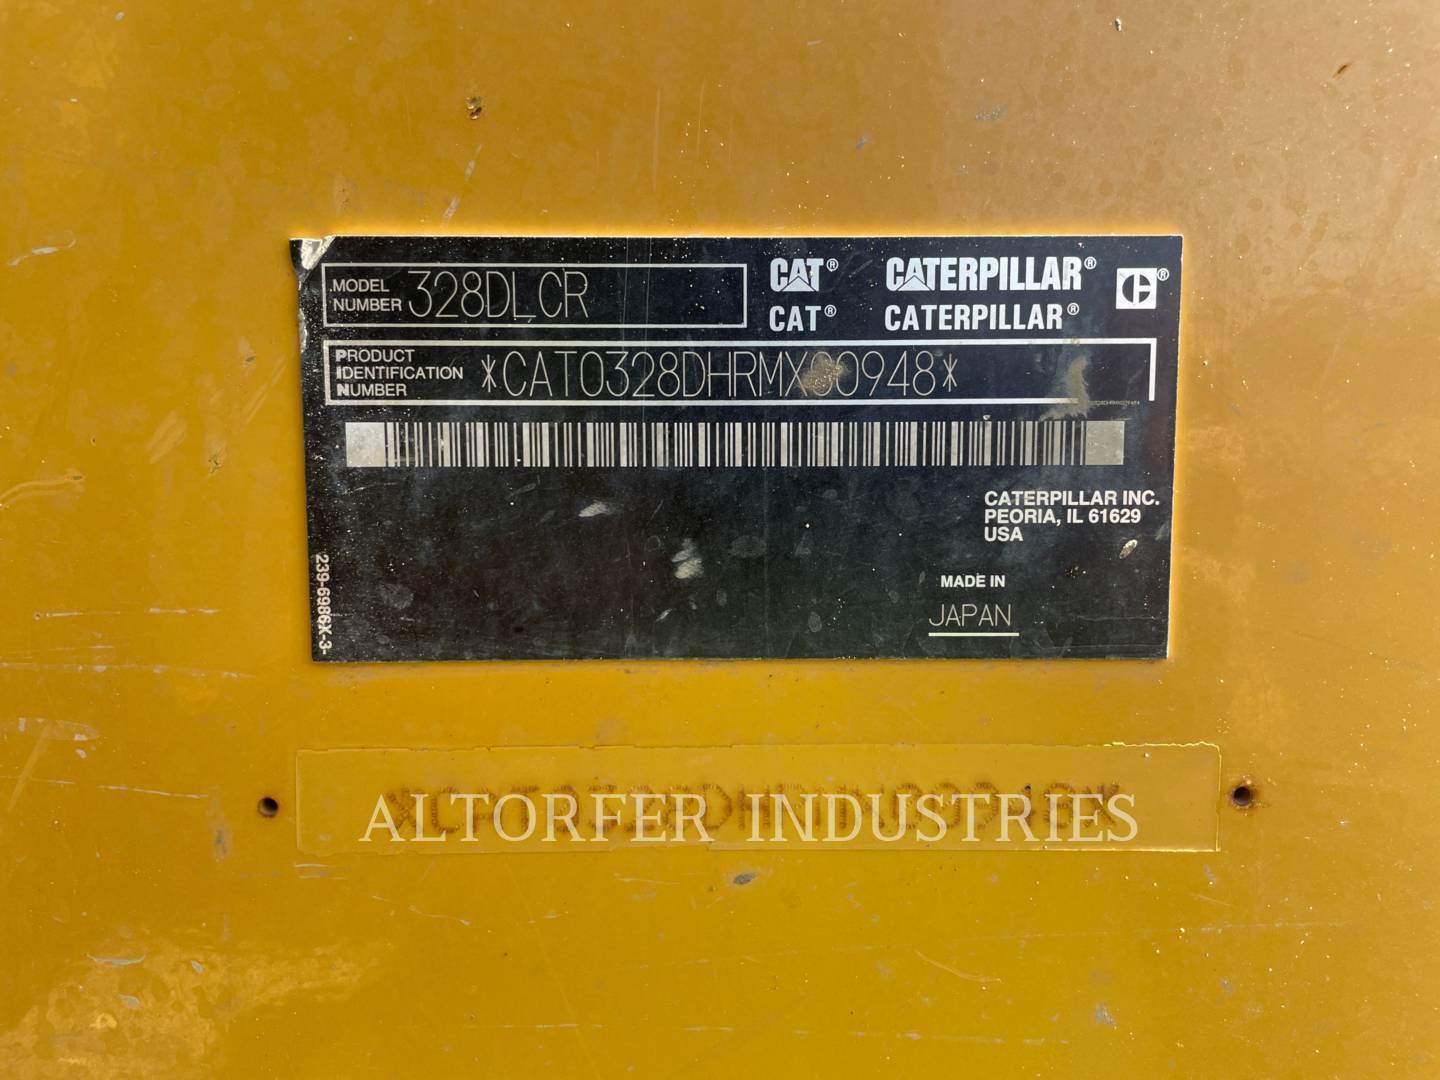 MODEL
NUMBER 328DLCR
CAT® CATERPILLAR®
CAT® CATERPILLAR®
PRODUCT
IDENTIFICATION
NUMBER *CAT0328DHRMX00948*
CATERPILLAR INC.
PEORIA, IL 61629
USA
MADE IN
JAPAN
239-6986X-3-
ALTORFER INDUSTRIES